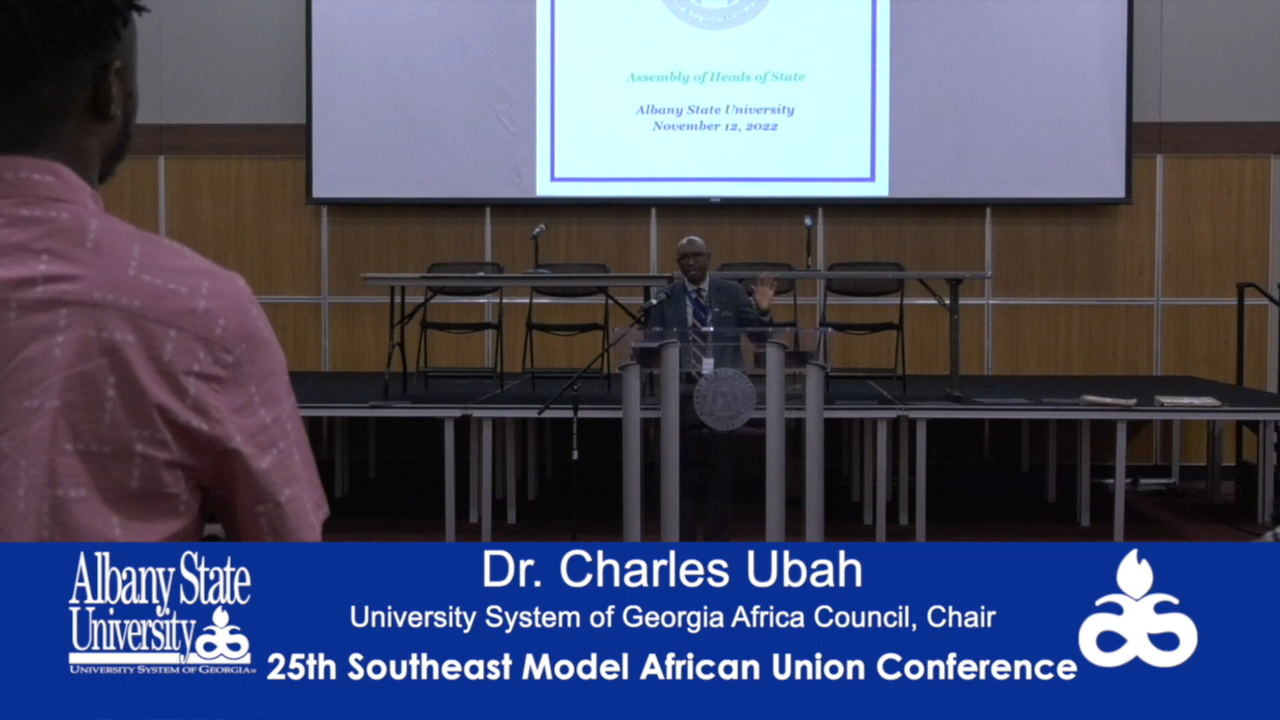 Assembly of Heads of State
Albany State University
November 12, 2022
Albany State
University
UNIVERSITY SYSTEM OF GEORGIA
Dr. Charles Ubah
University System of Georgia Africa Council, Chair
25th Southeast Model African Union Conference